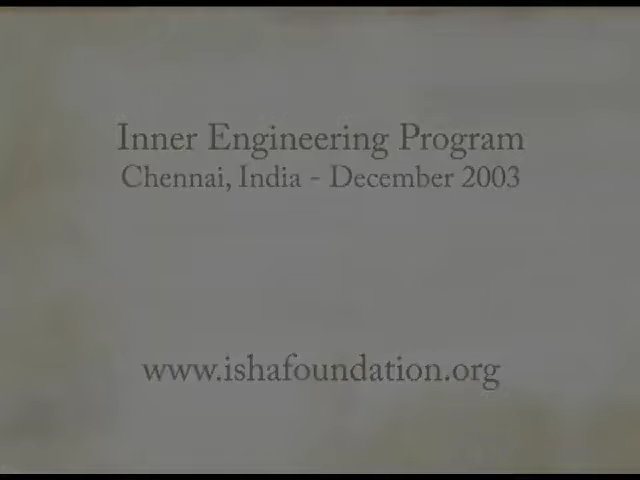 Inner Engineering Program
Chennai, India - December 2003
www.ishafoundation.org